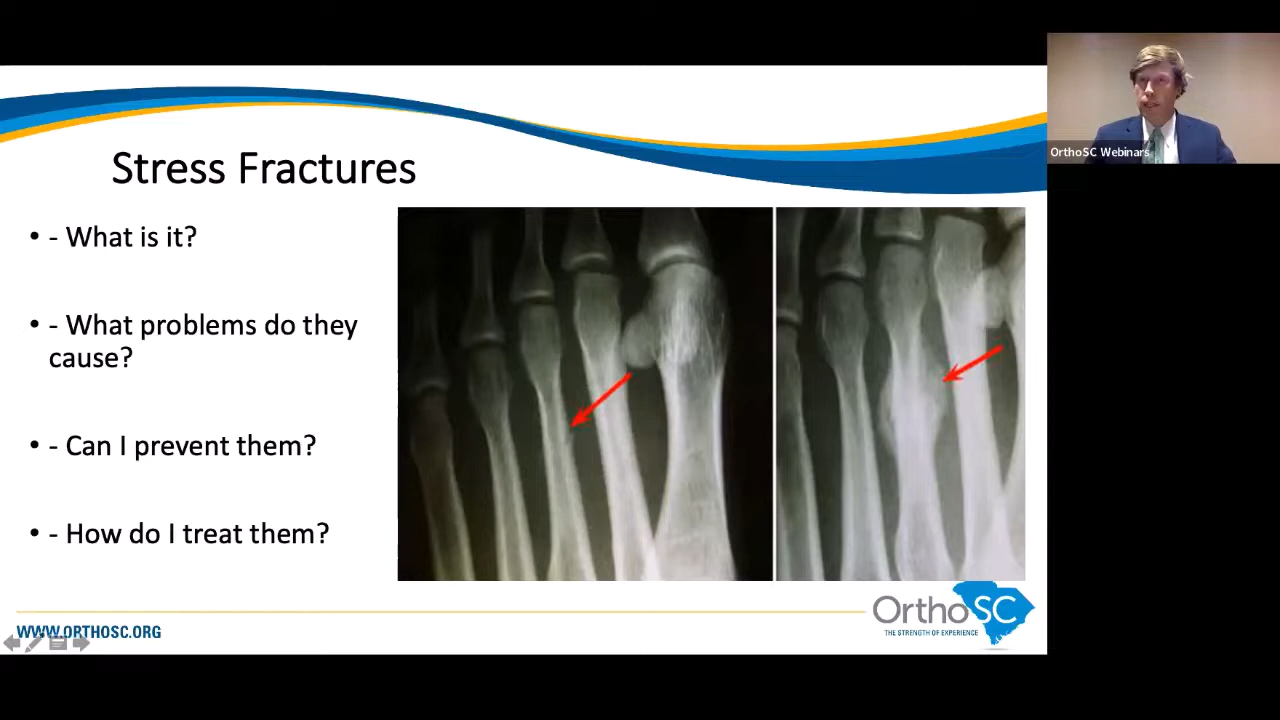 Stress Fractures
• - What is it?
• - What problems do they
cause?
• - Can I prevent them?
• - How do I treat them?
OrthoSC
THE STRENGTH OF EXPERIENCE
WWW.ORTHOSC.ORG
OrthoSC Webinars